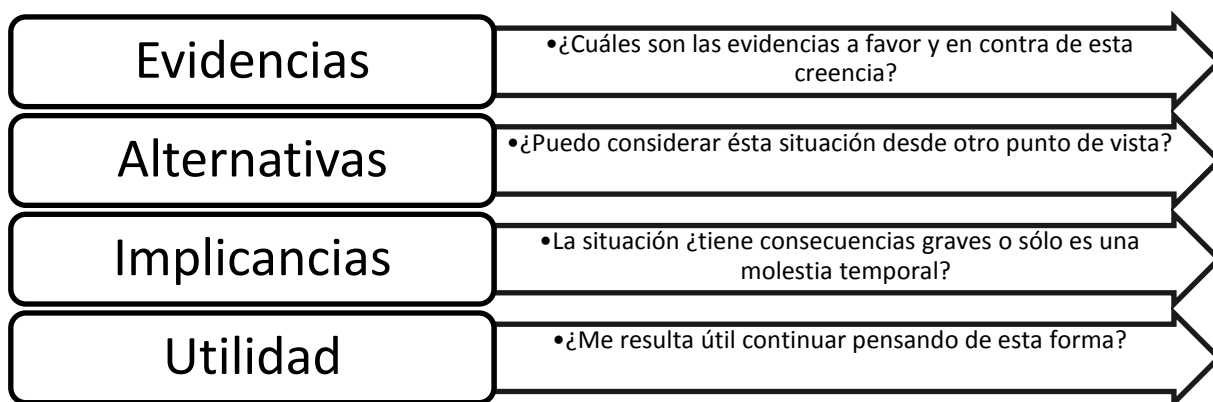 Evidencias
•¿Cuáles son las evidencias a favor y en contra de esta
creencia?
Alternativas
•¿Puedo considerar ésta situación desde otro punto de vista?
Implicancias
•La situación ¿tiene consecuencias graves o sólo es una
molestia temporal?
Utilidad
•¿Me resulta útil continuar pensando de esta forma?